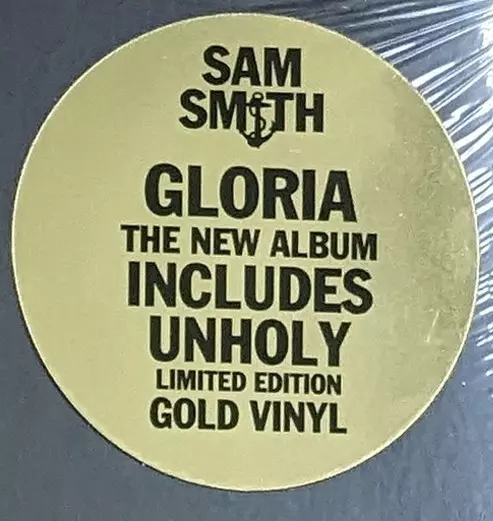 SAM
SMITH
GLORIA
THE NEW ALBUM
INCLUDES
UNHOLY
LIMITED EDITION
GOLD VINYL